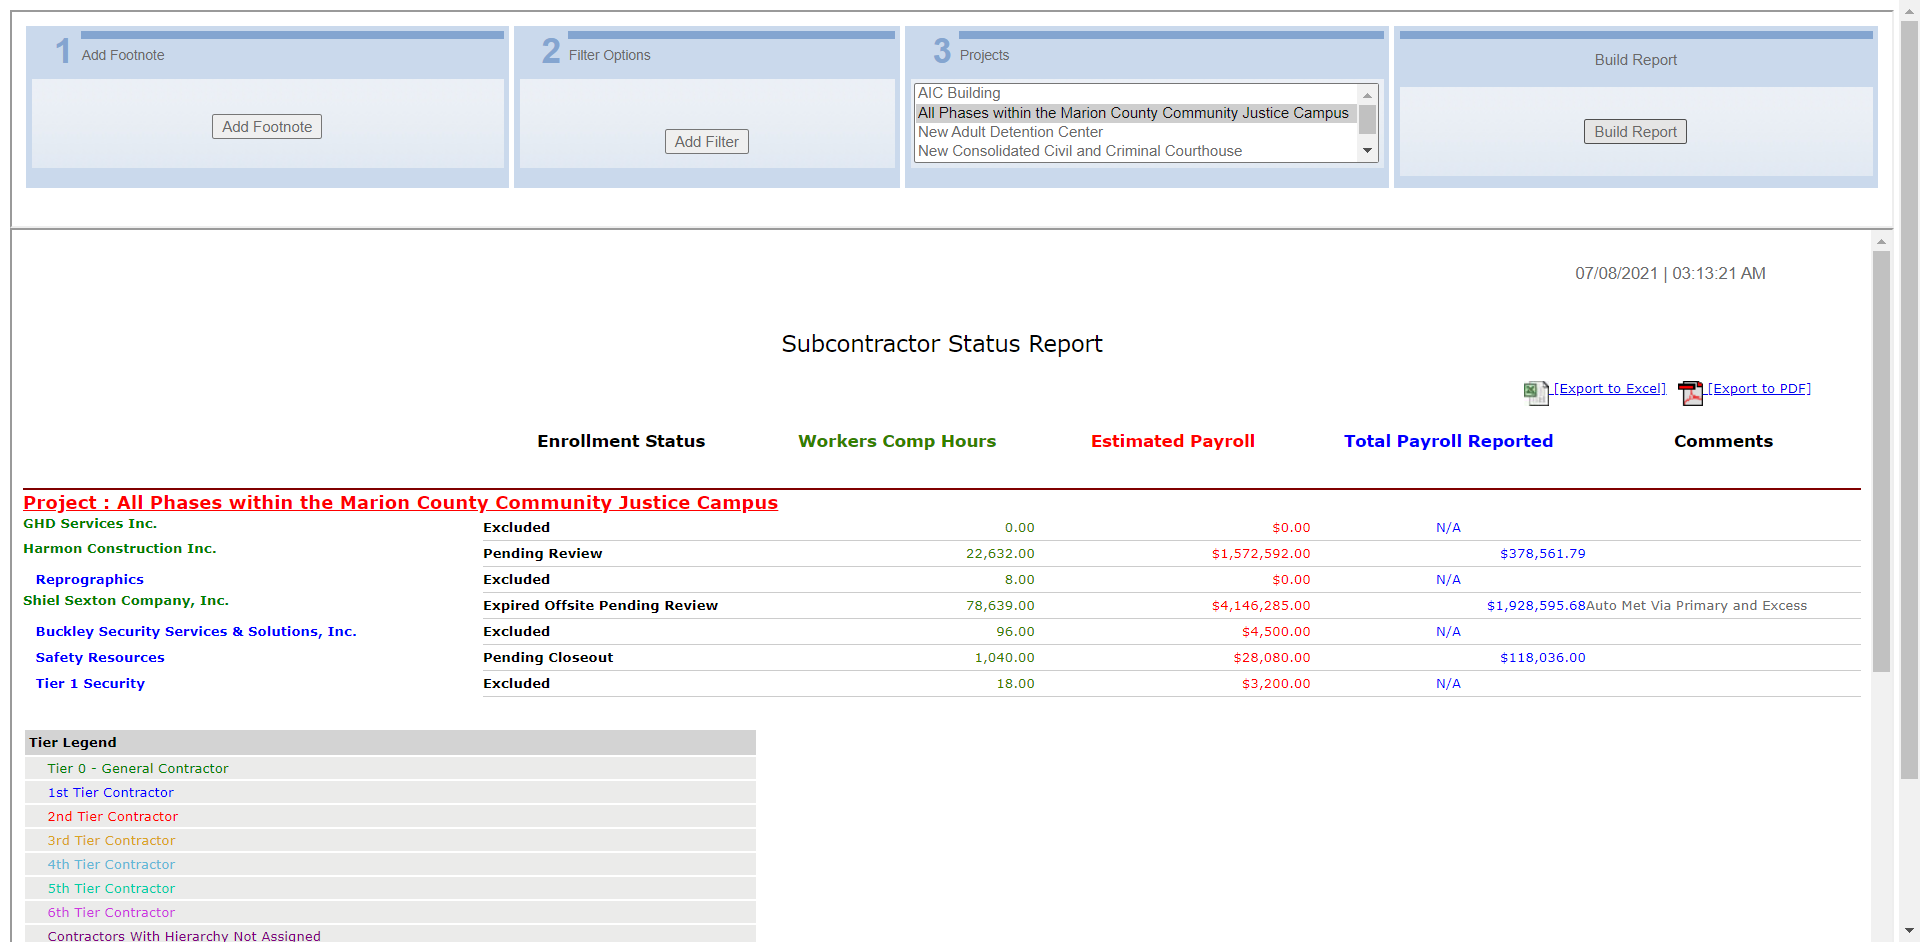 1 Add Footnote
Add Footnote
2 Filter Options
Add Filter
3 Projects
AIC Building
All Phases within the Marion County Community Justice Campus
New Adult Detention Center
New Consolidated Civil and Criminal Courthouse
Build Report
Build Report
07/08/2021 | 03:13:21 AM
Subcontractor Status Report
[Export to Excel] [Export to PDF]
Enrollment Status Workers Comp Hours Estimated Payroll Total Payroll Reported Comments
Project : All Phases within the Marion County Community Justice Campus
GHD Services Inc. Excluded 0.00 $0.00 N/A
Harmon Construction Inc. Pending Review 22,632.00 $1,572,592.00 $378,561.79
Reprographics Excluded 8.00 $0.00 N/A
Shiel Sexton Company, Inc. Expired Offsite Pending Review 78,639.00 $4,146,285.00 $1,928,595.68 Auto Met Via Primary and Excess
Buckley Security Services & Solutions, Inc. Excluded 96.00 $4,500.00 N/A
Safety Resources Pending Closeout 1,040.00 $28,080.00 $118,036.00
Tier 1 Security Excluded 18.00 $3,200.00 N/A
Tier Legend
Tier 0 - General Contractor
1st Tier Contractor
2nd Tier Contractor
3rd Tier Contractor
4th Tier Contractor
5th Tier Contractor
6th Tier Contractor
Contractors With Hierarchy Not Assigned